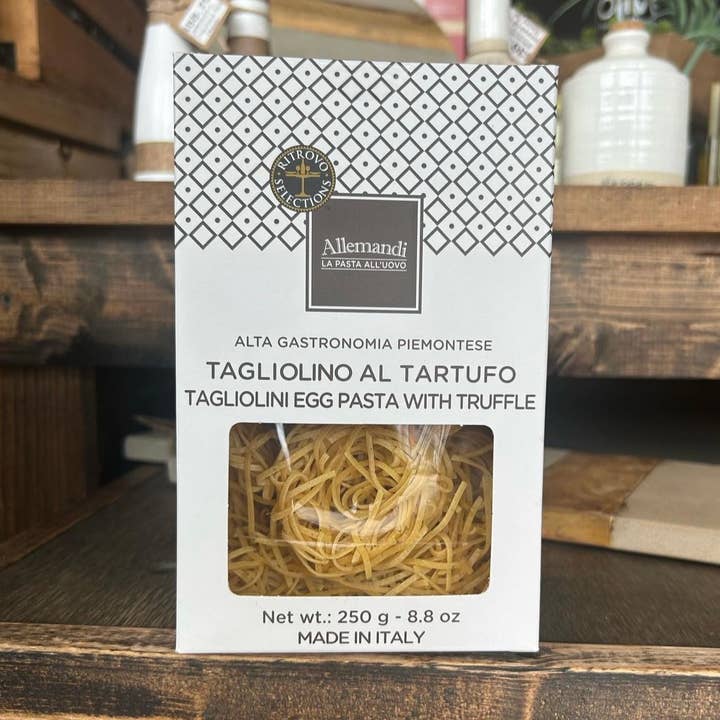 OLIVE
RITROVO
SELECTIONS
Allemandi
LA PASTA ALL'UOVO
ALTA GASTRONOMIA PIEMONTESE
TAGLIOLINO AL TARTUFO
TAGLIOLINI EGG PASTA WITH TRUFFLE
Net wt.: 250 g - 8.8 oz
MADE IN ITALY